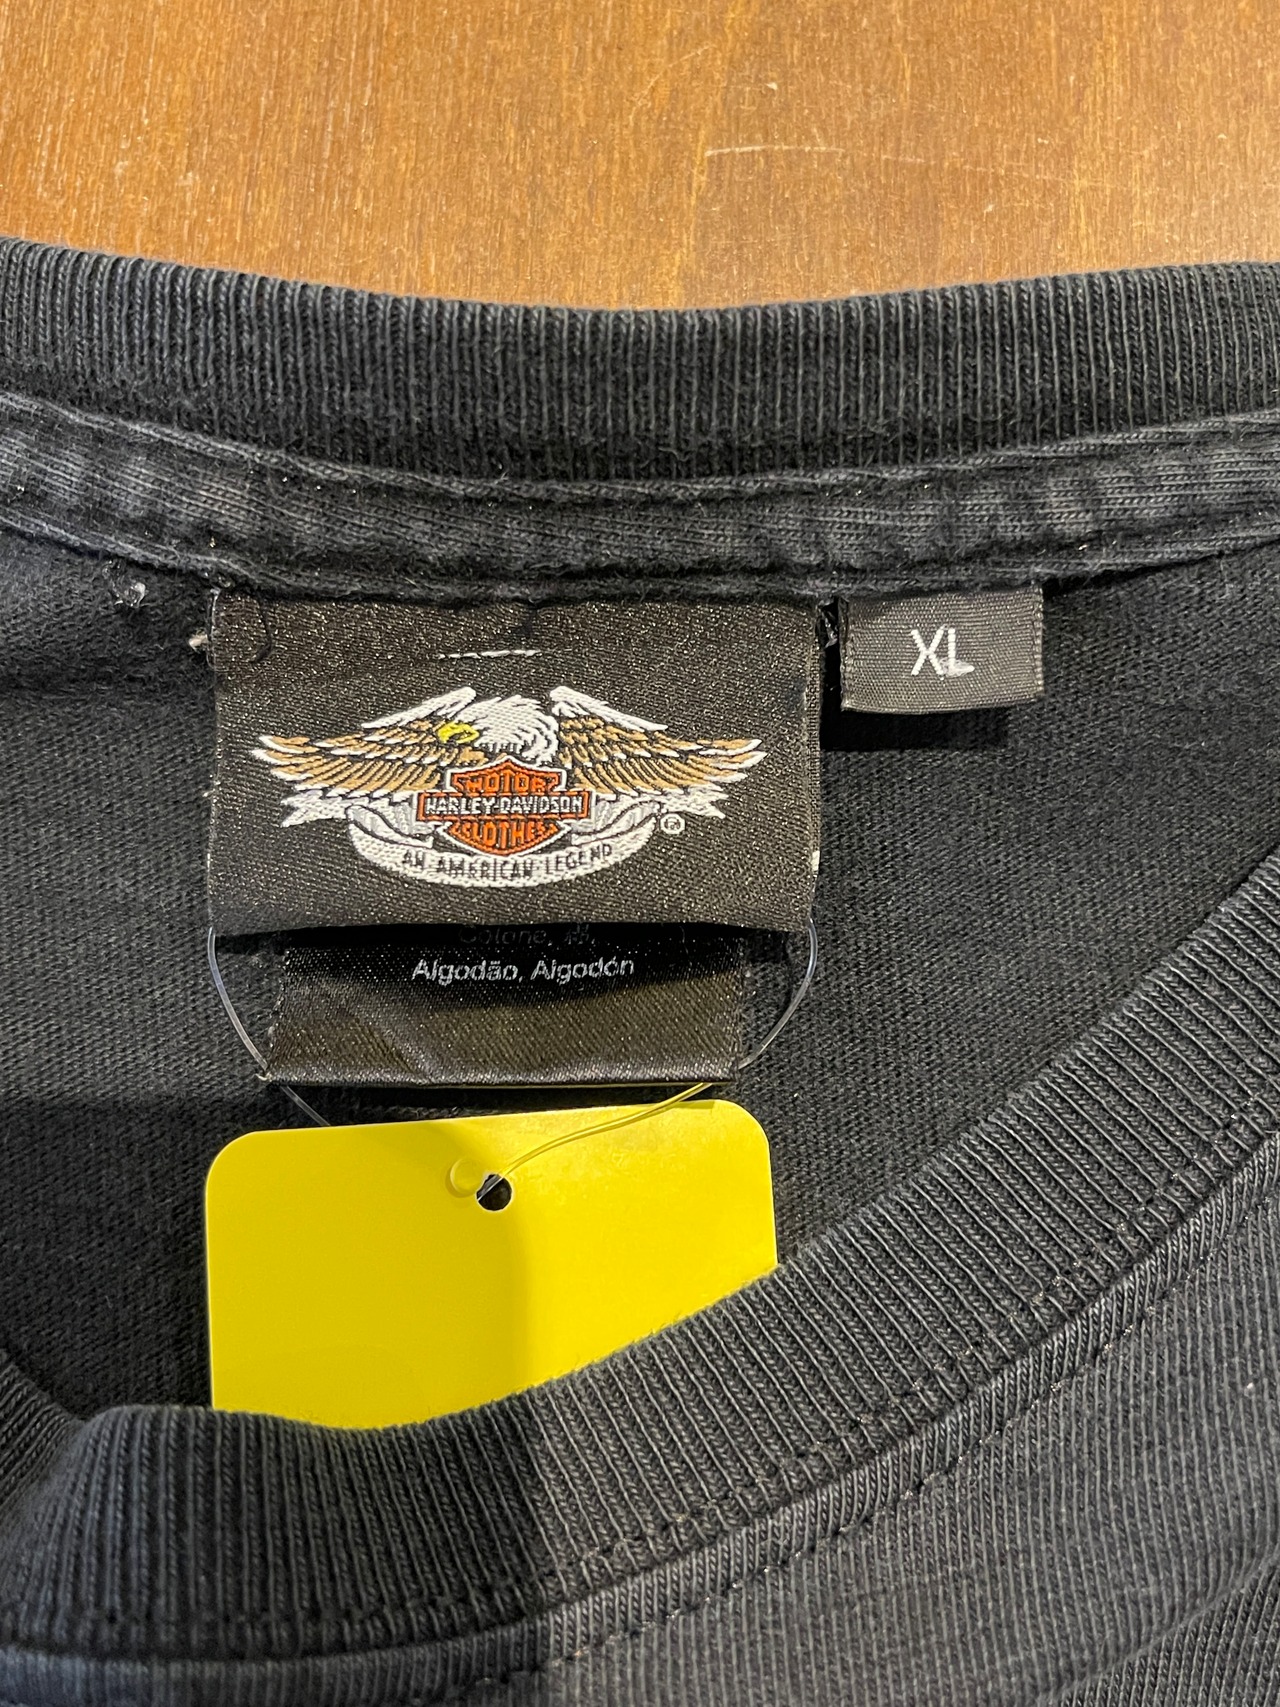 XL
MOTOR
HARLEY-DAVIDSON
CLOTHES
®
AN AMERICAN LEGEND
Algodão, Algodón